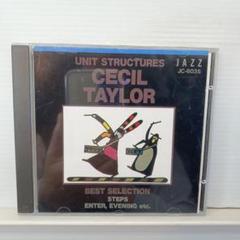 UNIT STRUCTURES
CECIL
TAYLOR
JAZZ
JC-6035
BEST SELECTION
STEPS
ENTER, EVENING etc.